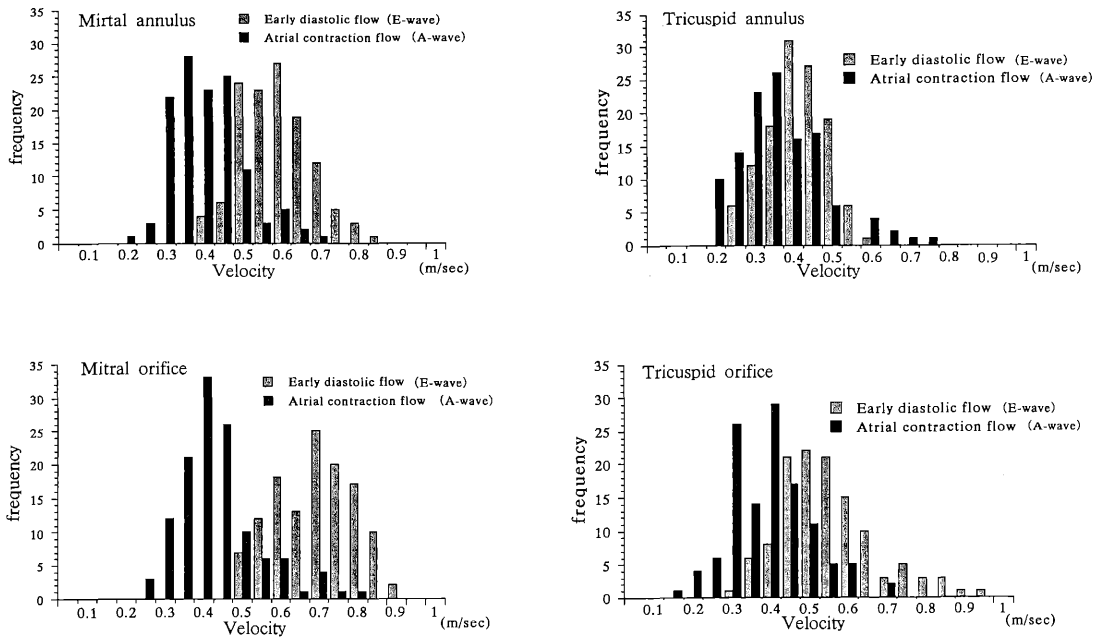 Mirtal annulus
Early diastolic flow (E-wave)
Atrial contraction flow (A-wave)
frequency
35
30
25
20
15
10
5
0
0.1 0.2 0.3 0.4 0.5 0.6 0.7 0.8 0.9 1
Velocity (m/sec)
Tricuspid annulus
Early diastolic flow (E-wave)
Atrial contraction flow (A-wave)
frequency
35
30
25
20
15
10
5
0
0.1 0.2 0.3 0.4 0.5 0.6 0.7 0.8 0.9 1
Velocity (m/sec)
Mitral orifice
Early diastolic flow (E-wave)
Atrial contraction flow (A-wave)
frequency
35
30
25
20
15
10
5
0
0.1 0.2 0.3 0.4 0.5 0.6 0.7 0.8 0.9 1
Velocity (m/sec)
Tricuspid orifice
Early diastolic flow (E-wave)
Atrial contraction flow (A-wave)
frequency
35
30
25
20
15
10
5
0
0.1 0.2 0.3 0.4 0.5 0.6 0.7 0.8 0.9 1
Velocity (m/sec)